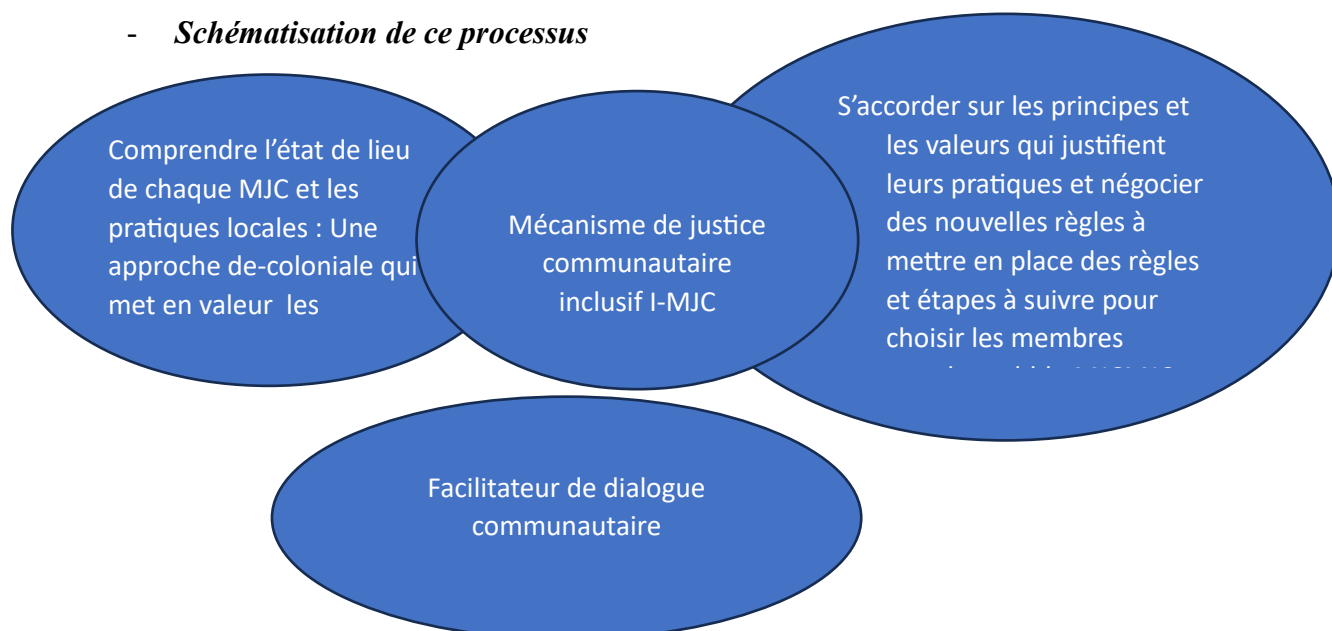 - Schématisation de ce processus
Comprendre l’état de lieu
de chaque MJC et les
pratiques locales : Une
approche de-coloniale qui
met en valeur les
Mécanisme de justice
communautaire
inclusif I-MJC
S’accorder sur les principes et
les valeurs qui justifient
leurs pratiques et négocier
des nouvelles règles à
mettre en place des règles
et étapes à suivre pour
choisir les membres
Facilitateur de dialogue
communautaire